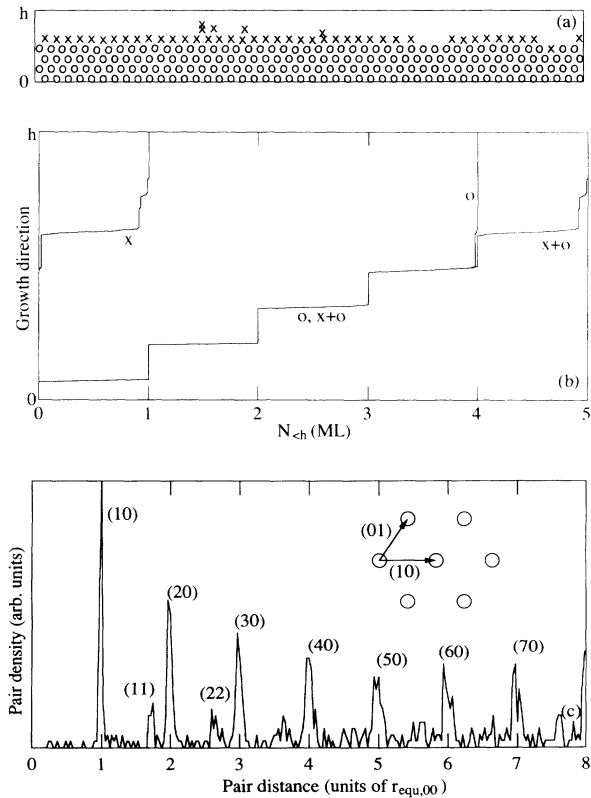 h
(a)
0
h
Growth direction
x
o
x+o
o, x+o
(b)
0
0 1 2 3 4 5
N<h (ML)
Pair density (arb. units)
(10)
(01)
(10)
(20)
(30)
(40)
(50)
(60)
(70)
(11)
(22)
(c)
0 1 2 3 4 5 6 7 8
Pair distance (units of requ,00 )